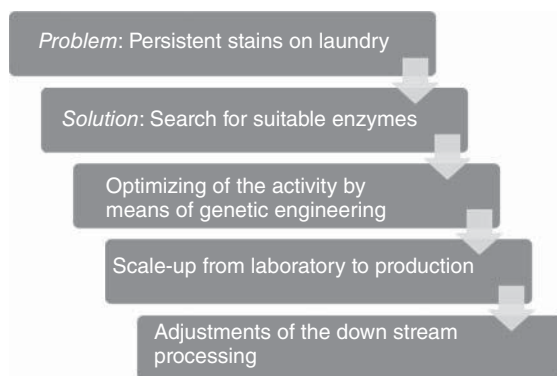 Problem: Persistent stains on laundry
Solution: Search for suitable enzymes
Optimizing of the activity by
means of genetic engineering
Scale-up from laboratory to production
Adjustments of the down stream
processing